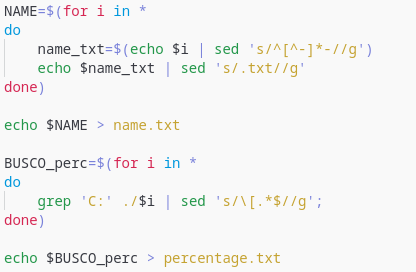 NAME=$(for i in *
do
    name_txt=$(echo $i | sed 's/^[^-]*-//g')
    echo $name_txt | sed 's/.txt//g'
done)

echo $NAME > name.txt

BUSCO_perc=$(for i in *
do
    grep 'C:' ./$i | sed 's/\[.*$//g';
done)

echo $BUSCO_perc > percentage.txt